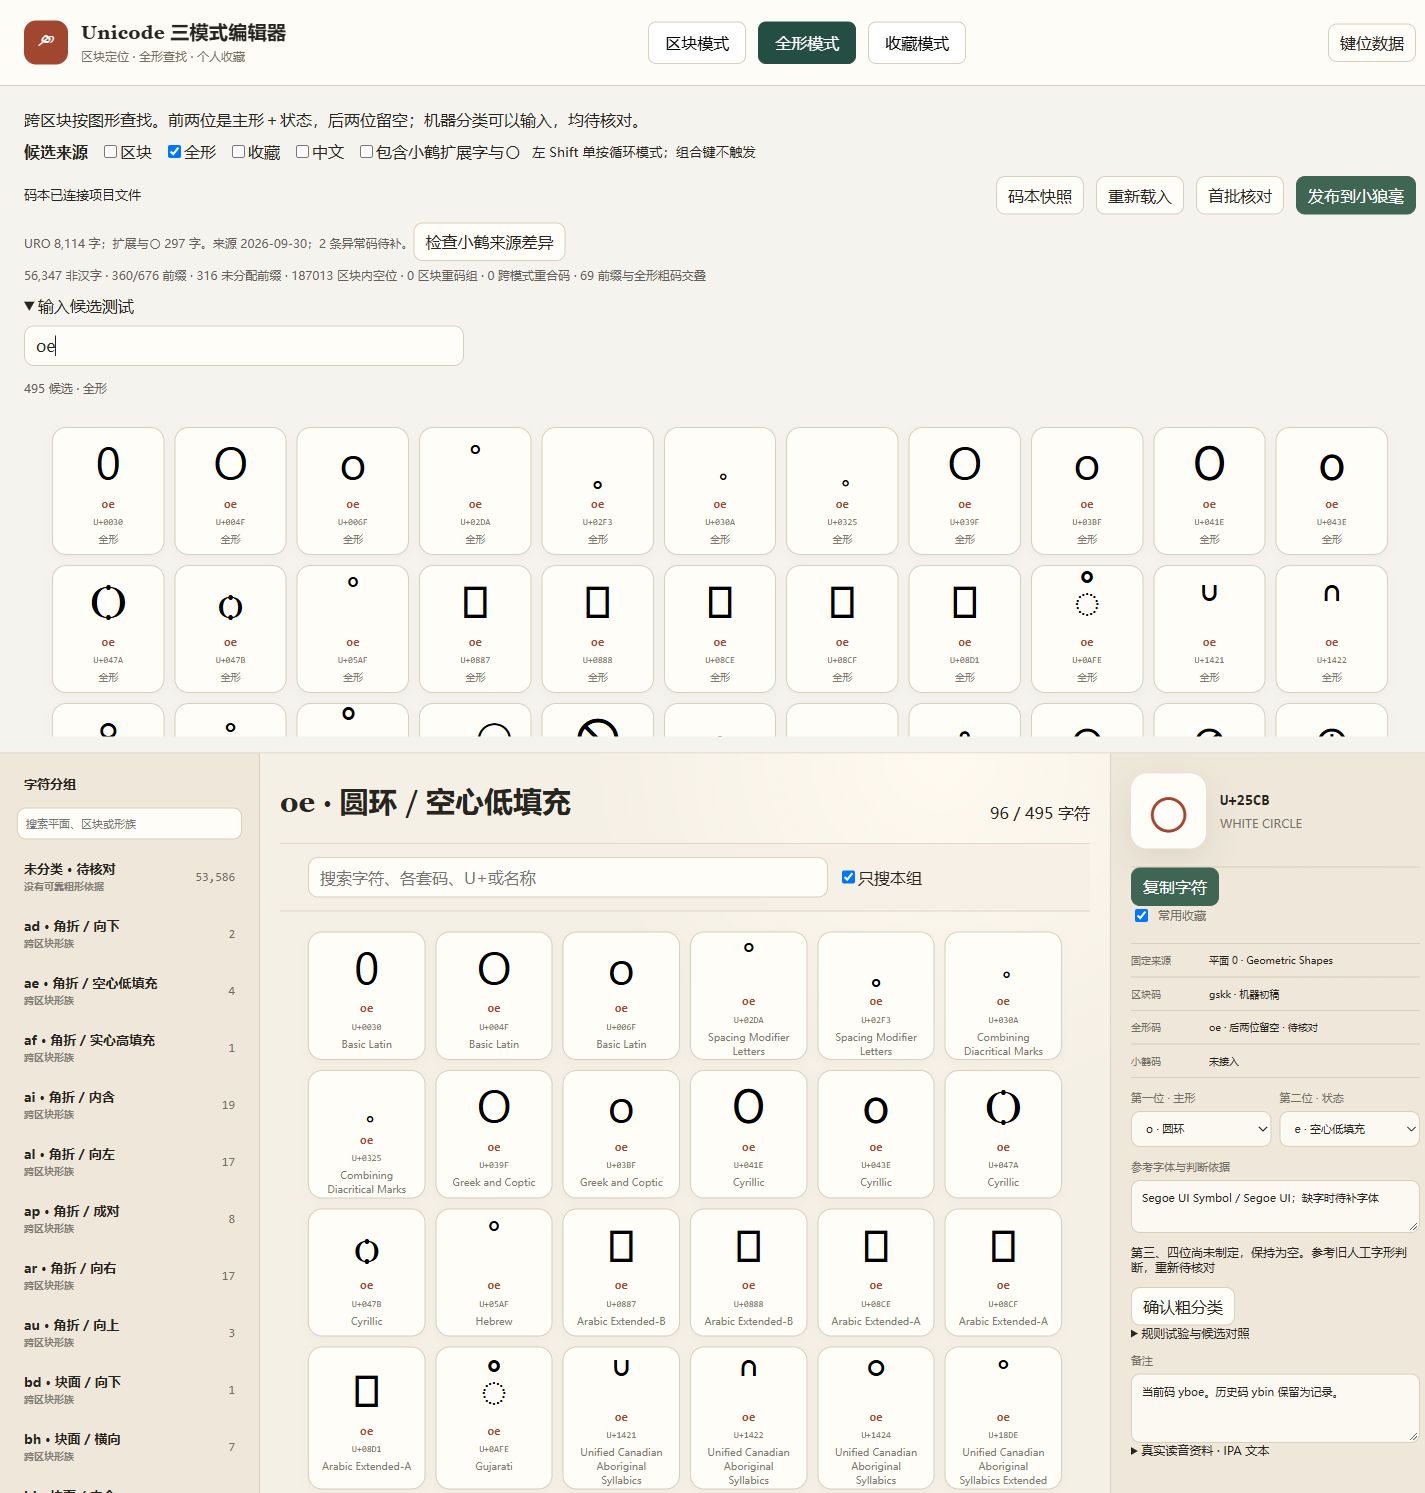 Unicode 三模式编辑器
区块定位 · 全形查找 · 个人收藏
区块模式 全形模式 收藏模式
键位数据
跨区块按图形查找。前两位是主形 + 状态，后两位留空；机器分类可以输入，均待核对。
候选来源 区块 全形 收藏 中文 包含小鹤扩展字与〇 左 Shift 单按循环模式；组合键不触发
码本已连接项目文件
码本快照 重新载入 首批核对 发布到小狼毫
URO 8,114 字；扩展与〇 297 字。来源 2026-09-30；2 条异常码待补。 检查小鹤来源差异
56,347 非汉字 · 360/676 前缀 · 316 未分配前缀 · 187013 区块内空位 · 0 区块重码组 · 0 跨模式重合码 · 69 前缀与全形粗码交叠
▼输入候选测试
oe
495 候选 · 全形
0 O o ˚ ˳ ̊ ̥ Ο ο О о
oe oe oe oe oe oe oe oe oe oe oe
U+0030 U+004F U+006F U+02DA U+02F3 U+030A U+0325 U+039F U+03BF U+041E U+043E
全形 全形 全形 全形 全形 全形 全形 全形 全形 全形 全形
Ѻ ѻ ֯ ૾ ᐡ ᐢ
oe oe oe oe oe oe oe oe oe oe oe
U+047A U+047B U+05AF U+0887 U+0888 U+08CE U+08CF U+08D1 U+0AFE U+1421 U+1422
全形 全形 全形 全形 全形 全形 全形 全形 全形 全形 全形
字符分组
搜索平面、区块或形族
未分类 • 待核对 53,586
没有可靠粗形依据
ad • 角折 / 向下 2
跨区块形族
ae • 角折 / 空心低填充 4
跨区块形族
af • 角折 / 实心高填充 1
跨区块形族
ai • 角折 / 内含 19
跨区块形族
al • 角折 / 向左 17
跨区块形族
ap • 角折 / 成对 8
跨区块形族
ar • 角折 / 向右 17
跨区块形族
au • 角折 / 向上 3
跨区块形族
bd • 块面 / 向下 1
跨区块形族
bh • 块面 / 横向 7
跨区块形族
oe · 圆环 / 空心低填充
96 / 495 字符
搜索字符、各套码、U+或名称
只搜本组
0 O o ˚ ˳ ̊
oe oe oe oe oe oe
U+0030 U+004F U+006F U+02DA U+02F3 U+030A
Basic Latin Basic Latin Basic Latin Spacing Modifier Letters Spacing Modifier Letters Combining Diacritical Marks
̥ Ο ο О о Ѻ
oe oe oe oe oe oe
U+0325 U+039F U+03BF U+041E U+043E U+047A
Combining Diacritical Marks Greek and Coptic Greek and Coptic Cyrillic Cyrillic Cyrillic
ѻ ֯
oe oe oe oe oe oe
U+047B U+05AF U+0887 U+0888 U+08CE U+08CF
Cyrillic Hebrew Arabic Extended-B Arabic Extended-B Arabic Extended-A Arabic Extended-A
૾ ᐡ ᐢ ᐤ ᣞ
oe oe oe oe oe oe
U+08D1 U+0AFE U+1421 U+1422 U+1424 U+18DE
Arabic Extended-A Gujarati Unified Canadian Aboriginal Syllabics Unified Canadian Aboriginal Syllabics Unified Canadian Aboriginal Syllabics Unified Canadian Aboriginal Syllabics Extended
○
U+25CB
WHITE CIRCLE
复制字符
常用收藏
固定来源 平面 0 · Geometric Shapes
区块码 gskk · 机器初稿
全形码 oe · 后两位留空 · 待核对
小鹤码 未接入
第一位 · 主形 第二位 · 状态
o · 圆环 e · 空心低填充
参考字体与判断依据
Segoe UI Symbol / Segoe UI；缺字时待补字体
第三、四位尚未制定，保持为空。参考旧人工字形判
断，重新待核对
确认粗分类
▶ 规则试验与候选对照
备注
当前码 yboe。历史码 ybin 保留为记录。
▶ 真实读音资料 · IPA 文本